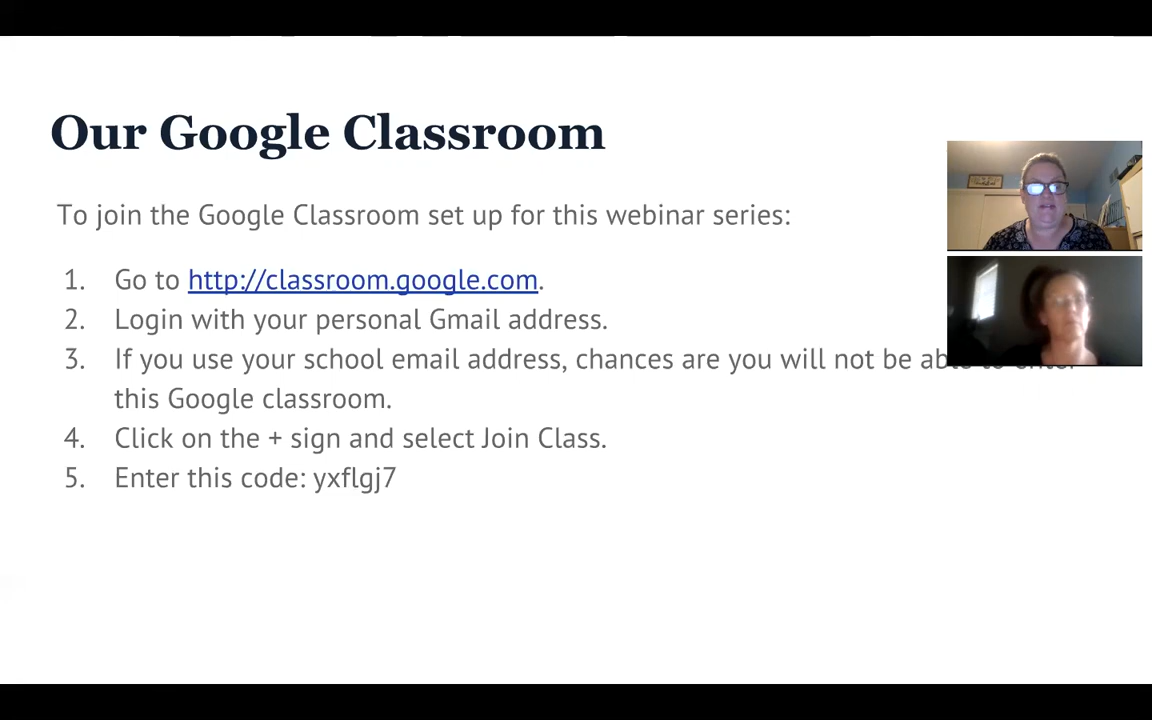 Our Google Classroom
To join the Google Classroom set up for this webinar series:
1. Go to http://classroom.google.com.
2. Login with your personal Gmail address.
3. If you use your school email address, chances are you will not be able to enter
this Google classroom.
4. Click on the + sign and select Join Class.
5. Enter this code: yxflgj7